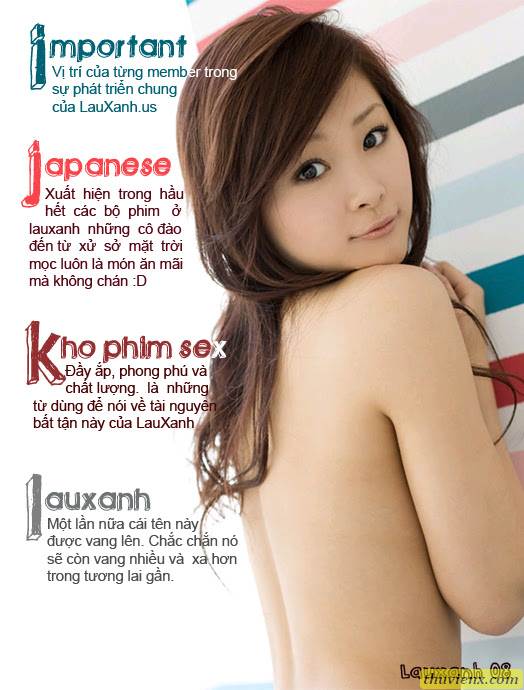 Important
Vị trí của từng member trong
sự phát triển chung
của LauXanh.us
Japanese
Xuất hiện trong hầu
hết các bộ phim ở
lauxanh những cô đào
đến từ xử sở mặt trời
mọc luôn là món ăn mãi
mà không chán :D
Kho phim sex
Đầy ắp, phong phú và
chất lượng. là những
từ dùng để nói về tài nguyên
bất tận này của LauXanh
lauxanh
Một lần nữa cái tên này
được vang lên. Chắc chắn nó
sẽ còn vang nhiều và xa hơn
trong tương lai gần.
Lauxanh 08
thuvienx.com